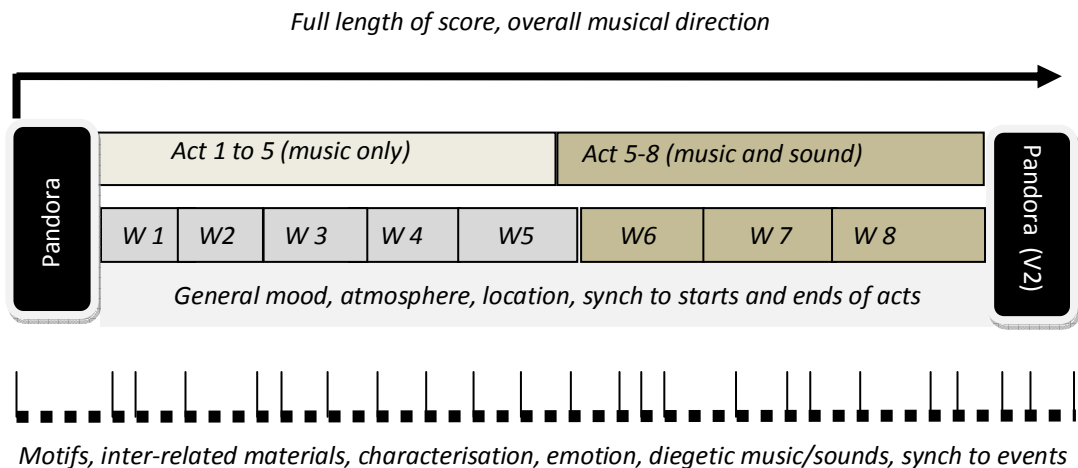 Full length of score, overall musical direction
Pandora
Act 1 to 5 (music only)
Act 5-8 (music and sound)
W 1
W2
W 3
W 4
W5
W6
W 7
W 8
General mood, atmosphere, location, synch to starts and ends of acts
Pandora (V2)
Motifs, inter-related materials, characterisation, emotion, diegetic music/sounds, synch to events